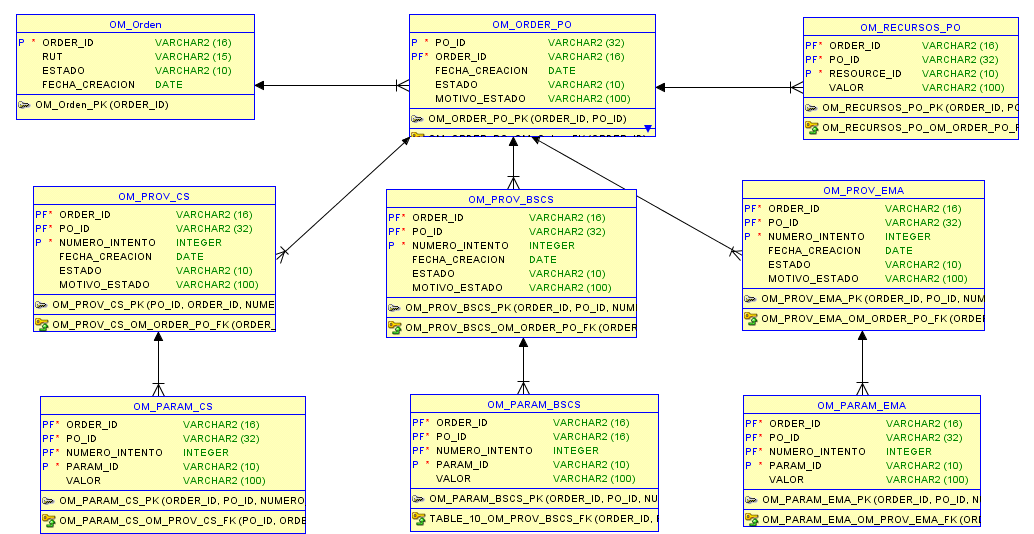 OM_Orden
P * ORDER_ID VARCHAR2 (16)
RUT VARCHAR2 (15)
ESTADO VARCHAR2 (10)
FECHA_CREACION DATE
OM_Orden_PK (ORDER_ID)
OM_ORDER_PO
P * PO_ID VARCHAR2 (32)
PF* ORDER_ID VARCHAR2 (16)
FECHA_CREACION DATE
ESTADO VARCHAR2 (10)
MOTIVO_ESTADO VARCHAR2 (100)
OM_ORDER_PO_PK (ORDER_ID, PO_ID)
OM_RECURSOS_PO
PF* ORDER_ID VARCHAR2 (16)
PF* PO_ID VARCHAR2 (32)
P * RESOURCE_ID VARCHAR2 (10)
VALOR VARCHAR2 (100)
OM_RECURSOS_PO_PK (ORDER_ID, PO
OM_RECURSOS_PO_OM_ORDER_PO_F
OM_PROV_CS
PF* ORDER_ID VARCHAR2 (16)
PF* PO_ID VARCHAR2 (32)
P * NUMERO_INTENTO INTEGER
FECHA_CREACION DATE
ESTADO VARCHAR2 (10)
MOTIVO_ESTADO VARCHAR2 (100)
OM_PROV_CS_PK (PO_ID, ORDER_ID, NUME
OM_PROV_CS_OM_ORDER_PO_FK (ORDER_
OM_PROV_BSCS
PF* ORDER_ID VARCHAR2 (16)
PF* PO_ID VARCHAR2 (32)
P * NUMERO_INTENTO INTEGER
FECHA_CREACION DATE
ESTADO VARCHAR2 (10)
MOTIVO_ESTADO VARCHAR2 (100)
OM_PROV_BSCS_PK (ORDER_ID, PO_ID, NUM
OM_PROV_BSCS_OM_ORDER_PO_FK (ORDER
OM_PROV_EMA
PF* ORDER_ID VARCHAR2 (16)
PF* PO_ID VARCHAR2 (32)
P * NUMERO_INTENTO INTEGER
FECHA_CREACION DATE
ESTADO VARCHAR2 (10)
MOTIVO_ESTADO VARCHAR2 (100)
OM_PROV_EMA_PK (ORDER_ID, PO_ID, NUM
OM_PROV_EMA_OM_ORDER_PO_FK (ORDE
OM_PARAM_CS
PF* ORDER_ID VARCHAR2 (16)
PF* PO_ID VARCHAR2 (32)
PF* NUMERO_INTENTO INTEGER
P * PARAM_ID VARCHAR2 (10)
VALOR VARCHAR2 (100)
OM_PARAM_CS_PK (ORDER_ID, PO_ID, NUMERO
OM_PARAM_CS_OM_PROV_CS_FK (PO_ID, ORDE
OM_PARAM_BSCS
PF* ORDER_ID VARCHAR2 (16)
PF* PO_ID VARCHAR2 (16)
PF* NUMERO_INTENTO INTEGER
P * PARAM_ID VARCHAR2 (10)
VALOR VARCHAR2 (100)
OM_PARAM_BSCS_PK (ORDER_ID, PO_ID, NU
TABLE_10_OM_PROV_BSCS_FK (ORDER_ID,
OM_PARAM_EMA
PF* ORDER_ID VARCHAR2 (16)
PF* PO_ID VARCHAR2 (32)
PF* NUMERO_INTENTO INTEGER
P * PARAM_ID VARCHAR2 (10)
VALOR VARCHAR2 (100)
OM_PARAM_EMA_PK (ORDER_ID, PO_ID, N
OM_PARAM_EMA_OM_PROV_EMA_FK (ORI